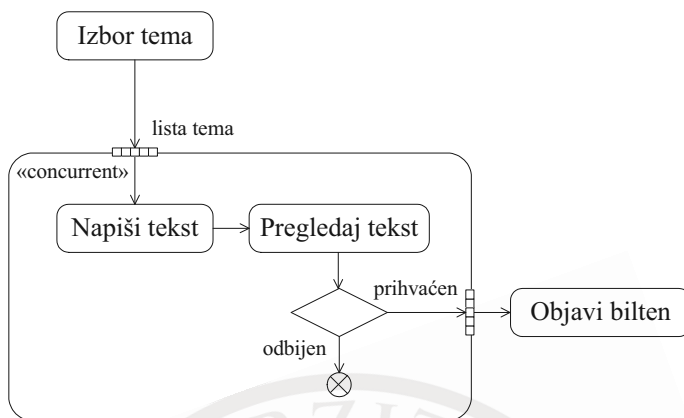 Izbor tema
lista tema
«concurrent»
Napiši tekst
Pregledaj tekst
prihvaćen
Objavi bilten
odbijen